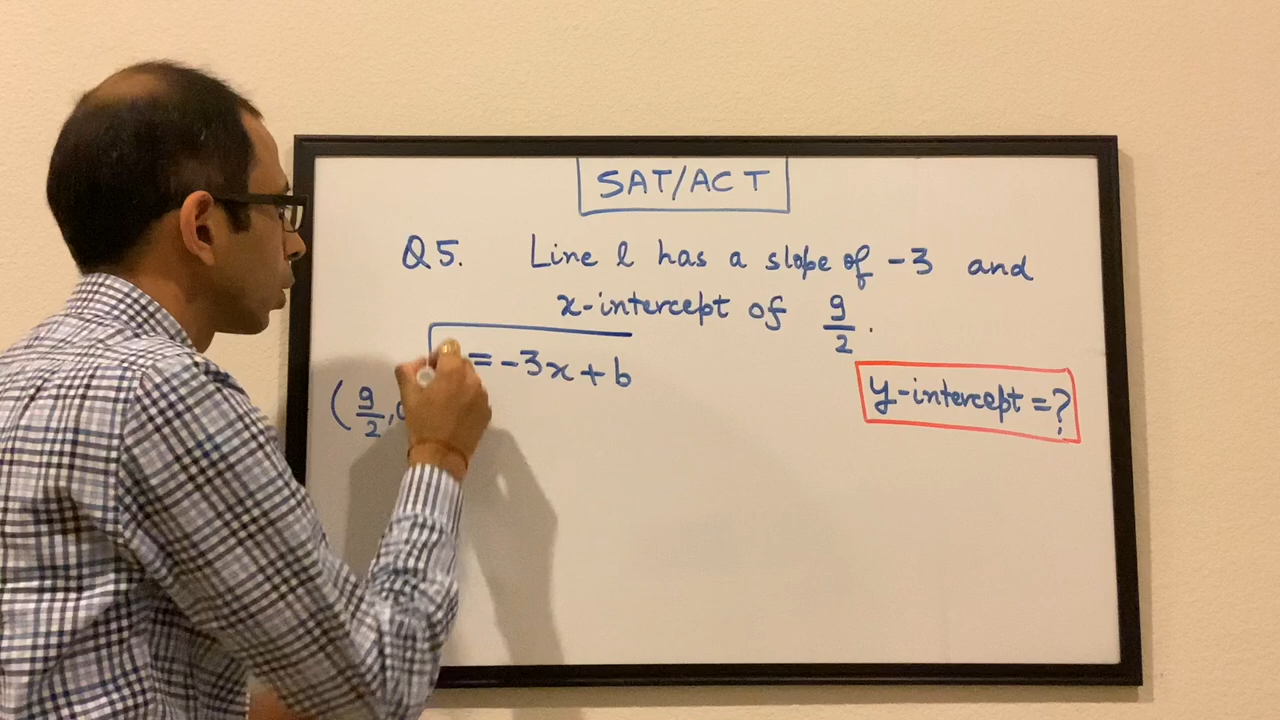 SAT/ACT
Q5. Line l has a slope of -3 and
x-intercept of 9/2.
= -3x + b
(9/2,
y-intercept = ?